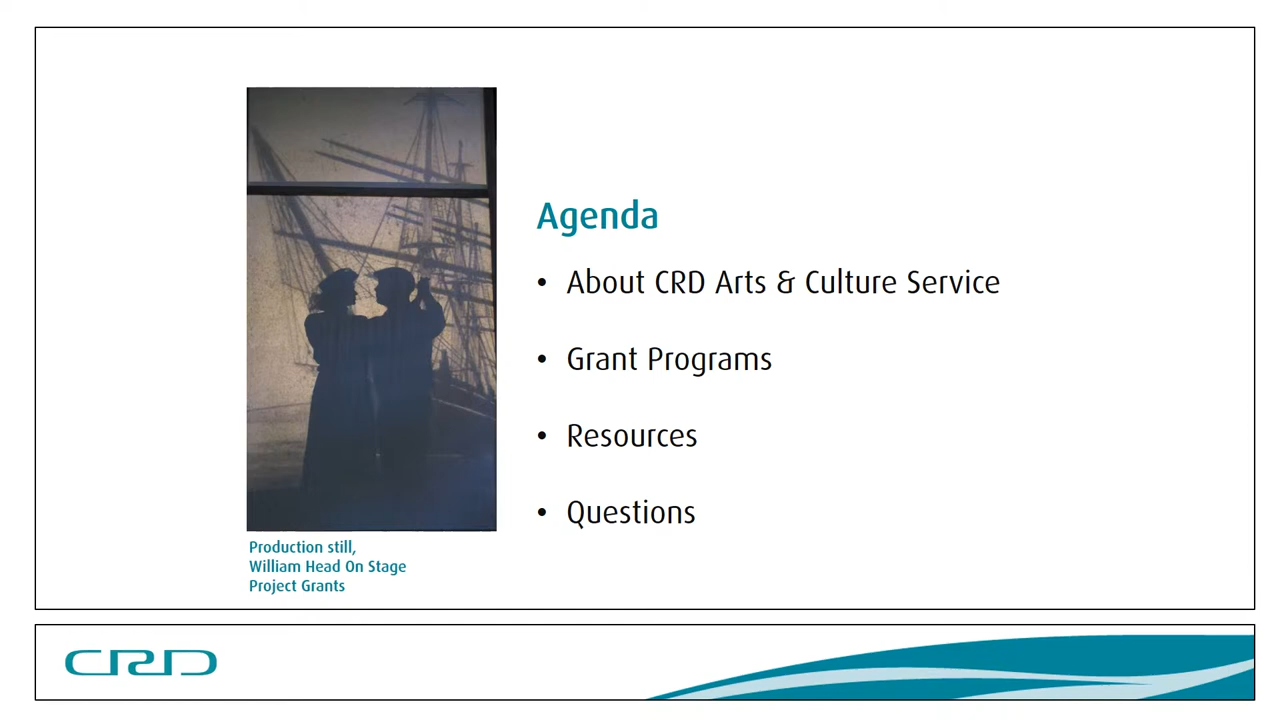 Agenda
• About CRD Arts & Culture Service
• Grant Programs
• Resources
• Questions
Production still,
William Head On Stage
Project Grants
CRD